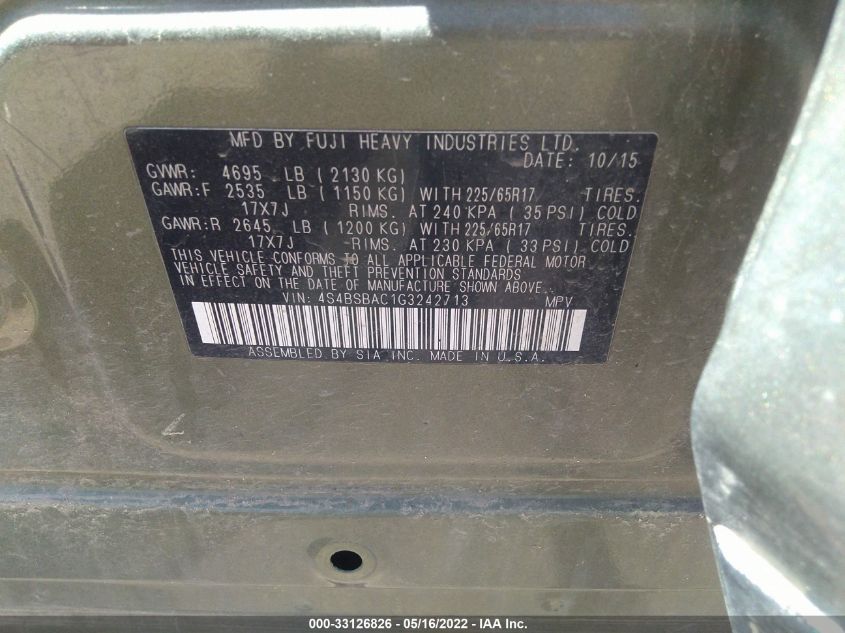 MFD BY FUJI HEAVY INDUSTRIES LTD.
DATE: 10/15
GVWR: 4695 LB ( 2130 KG)
GAWR:F 2535 LB ( 1150 KG) WITH 225/65R17 TIRES.
17X7J RIMS. AT 240 KPA ( 35 PSI) COLD
GAWR:R 2645 LB ( 1200 KG) WITH 225/65R17 TIRES.
17X7J -RIMS. AT 230 KPA ( 33 PSI) COLD
THIS VEHICLE CONFORMS TO ALL APPLICABLE FEDERAL MOTOR
VEHICLE SAFETY AND THEFT PREVENTION STANDARDS
IN EFFECT ON THE DATE OF MANUFACTURE SHOWN ABOVE.
VIN: 4S4BSBAC1G3242713 MPV
ASSEMBLED BY SIA INC. MADE IN U.S.A.
000-33126826 - 05/16/2022 - IAA Inc.